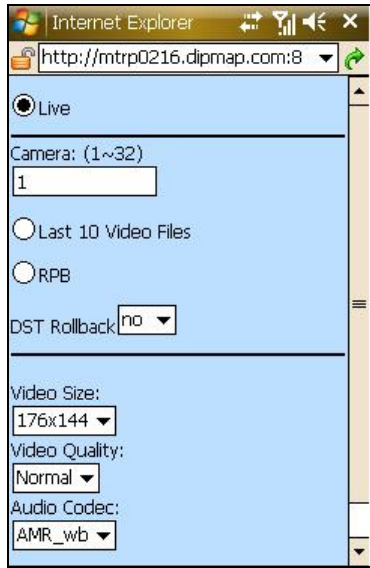 Internet Explorer
http://mtrp0216.dipmap.com:8
Live
Camera: (1~32)
1
Last 10 Video Files
RPB
DST Rollback no
Video Size:
176x144
Video Quality:
Normal
Audio Codec:
AMR_wb